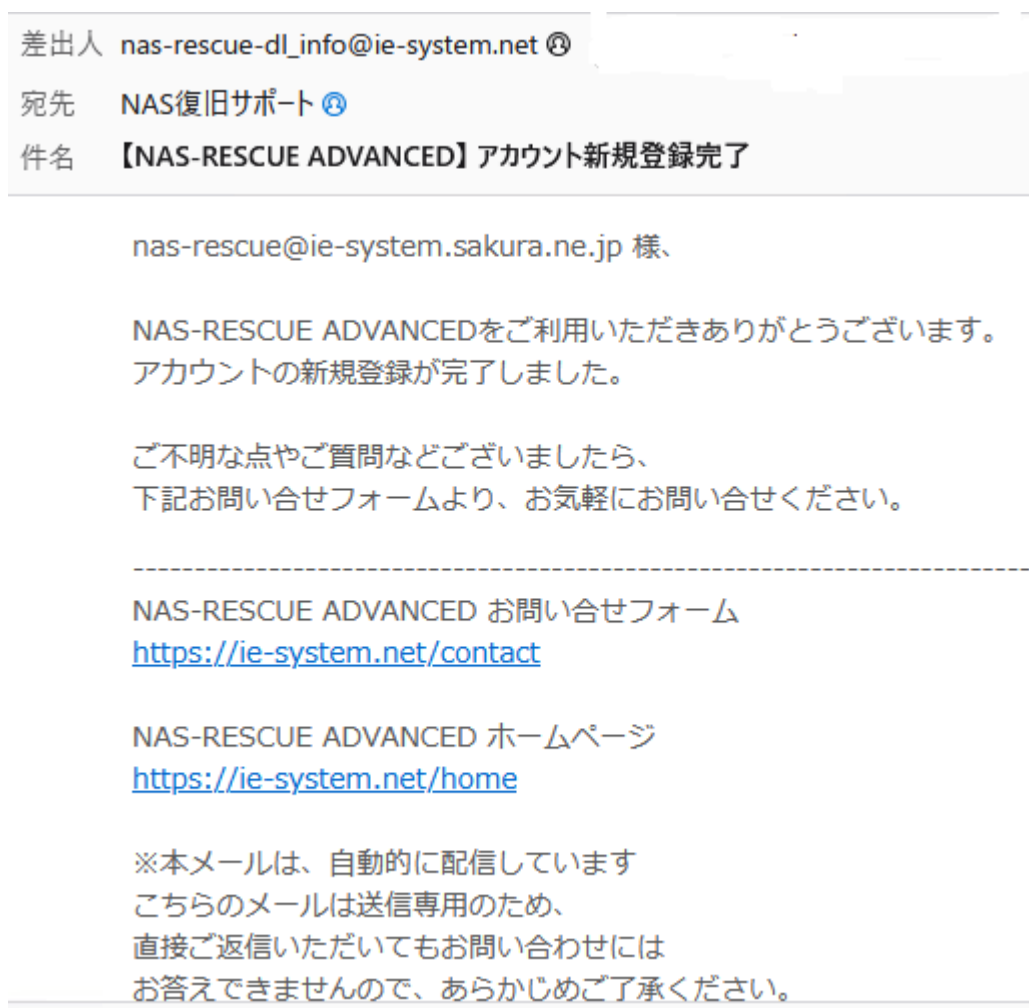 差出人 nas-rescue-dl_info@ie-system.net
宛先 NAS復旧サポート
件名 【NAS-RESCUE ADVANCED】アカウント新規登録完了
nas-rescue@ie-system.sakura.ne.jp 様、
NAS-RESCUE ADVANCEDをご利用いただきありがとうございます。
アカウントの新規登録が完了しました。
ご不明な点やご質問などございましたら、
下記お問い合せフォームより、お気軽にお問い合せください。
--------------------------------------------------------------------------
NAS-RESCUE ADVANCED お問い合せフォーム
https://ie-system.net/contact
NAS-RESCUE ADVANCED ホームページ
https://ie-system.net/home
※本メールは、自動的に配信しています
こちらのメールは送信専用のため、
直接ご返信いただいてもお問い合わせには
お答えできませんので、あらかじめご了承ください。